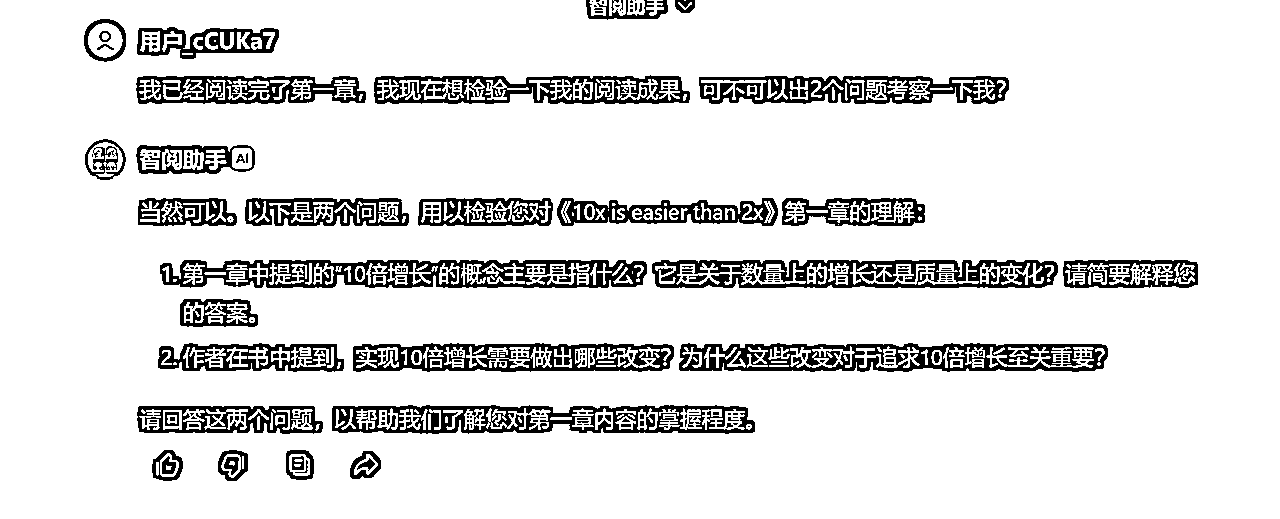 智阅助手
用户_cCUKa7
我已经阅读完了第一章，我现在想检验一下我的阅读成果，可不可以出2个问题考察一下我？
智阅助手 AI
当然可以。以下是两个问题，用以检验您对《10x is easier than 2x》第一章的理解：
1. 第一章中提到的“10倍增长”的概念主要是指什么？它是关于数量上的增长还是质量上的变化？请简要解释您
的答案。
2. 作者在书中提到，实现10倍增长需要做出哪些改变？为什么这些改变对于追求10倍增长至关重要？
请回答这两个问题，以帮助我们了解您对第一章内容的掌握程度。